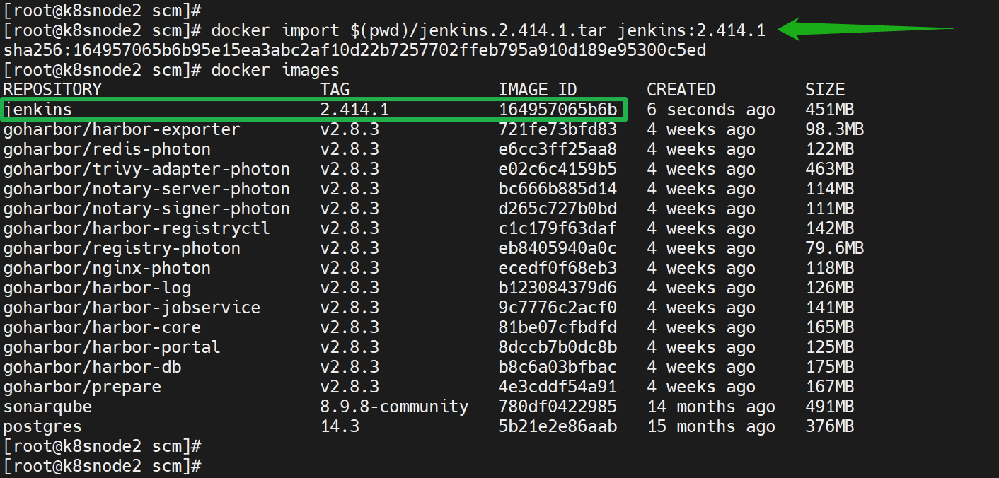 [root@k8snode2 scm]#
[root@k8snode2 scm]# docker import $(pwd)/jenkins.2.414.1.tar jenkins:2.414.1
sha256:164957065b6b95e15ea3abc2af10d22b7257702ffeb795a910d189e95300c5ed
[root@k8snode2 scm]# docker images
REPOSITORY TAG IMAGE ID CREATED SIZE
jenkins 2.414.1 164957065b6b 6 seconds ago 451MB
goharbor/harbor-exporter v2.8.3 721fe73bfd83 4 weeks ago 98.3MB
goharbor/redis-photon v2.8.3 e6cc3ff25aa8 4 weeks ago 122MB
goharbor/trivy-adapter-photon v2.8.3 e02c6c4159b5 4 weeks ago 463MB
goharbor/notary-server-photon v2.8.3 bc666b885d14 4 weeks ago 114MB
goharbor/notary-signer-photon v2.8.3 d265c727b0bd 4 weeks ago 111MB
goharbor/harbor-registryctl v2.8.3 c1c179f63daf 4 weeks ago 142MB
goharbor/registry-photon v2.8.3 eb8405940a0c 4 weeks ago 79.6MB
goharbor/nginx-photon v2.8.3 ecedf0f68eb3 4 weeks ago 118MB
goharbor/harbor-log v2.8.3 b123084379d6 4 weeks ago 126MB
goharbor/harbor-jobservice v2.8.3 9c7776c2acf0 4 weeks ago 141MB
goharbor/harbor-core v2.8.3 81be07cfbdfd 4 weeks ago 165MB
goharbor/harbor-portal v2.8.3 8dccb7b0dc8b 4 weeks ago 125MB
goharbor/harbor-db v2.8.3 b8c6a03bfbac 4 weeks ago 175MB
goharbor/prepare v2.8.3 4e3cddf54a91 4 weeks ago 167MB
sonarqube 8.9.8-community 780df0422985 14 months ago 491MB
postgres 14.3 5b21e2e86aab 15 months ago 376MB
[root@k8snode2 scm]#
[root@k8snode2 scm]#